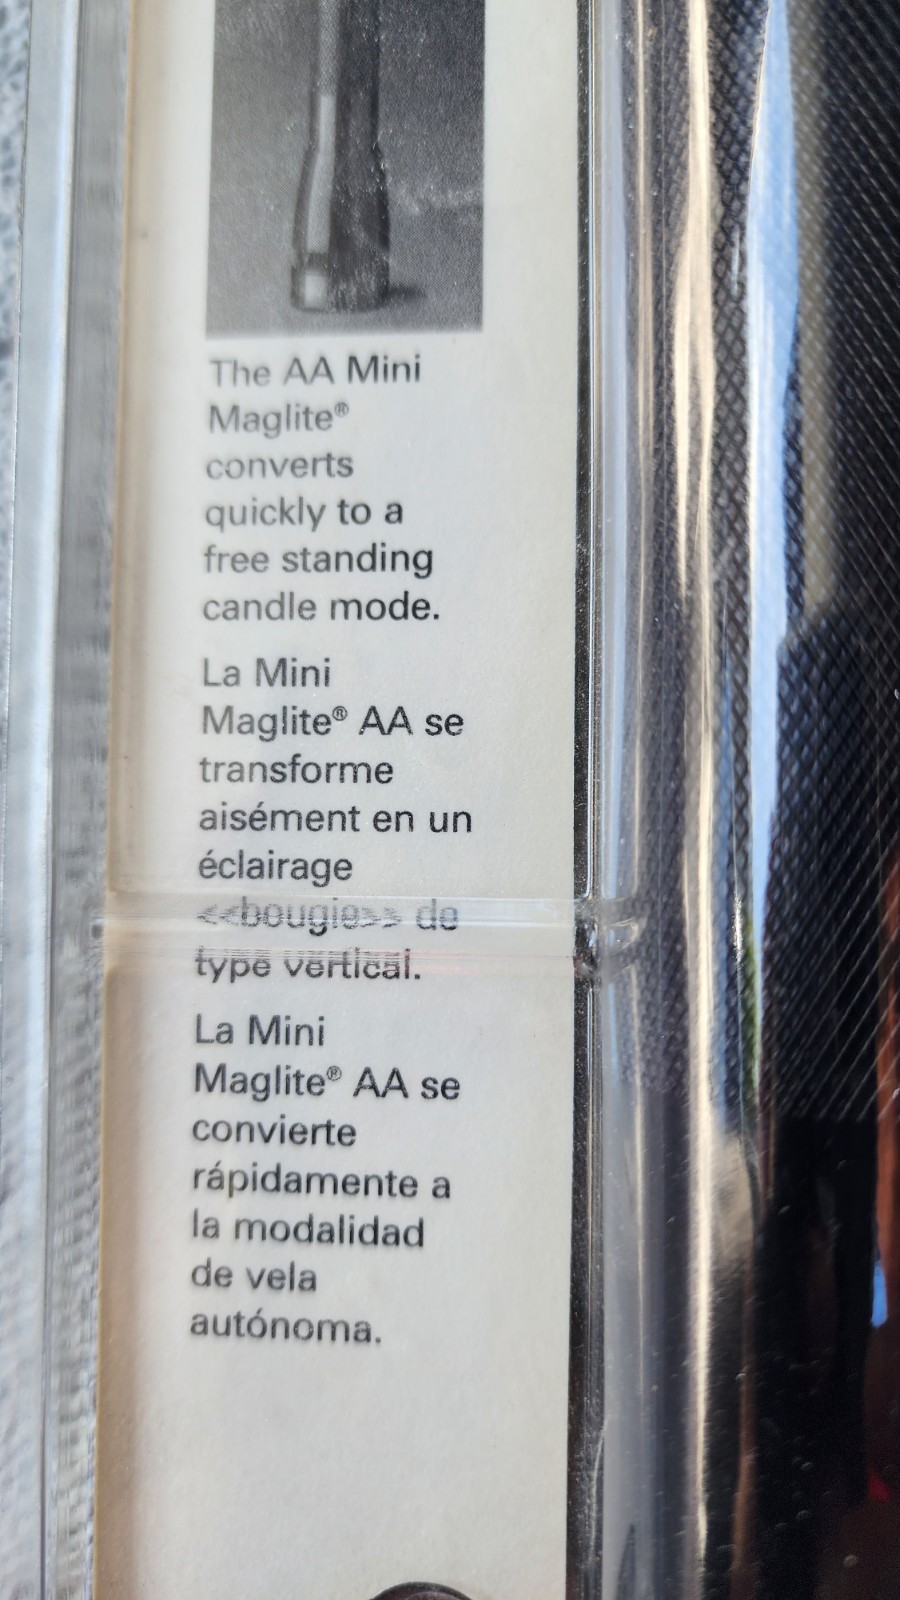 The AA Mini
Maglite®
converts
quickly to a
free standing
candle mode.
La Mini
Maglite® AA se
transforme
aisément en un
éclairage
<<bougie>> de
type vertical.
La Mini
Maglite® AA se
convierte
rápidamente a
la modalidad
de vela
autónoma.